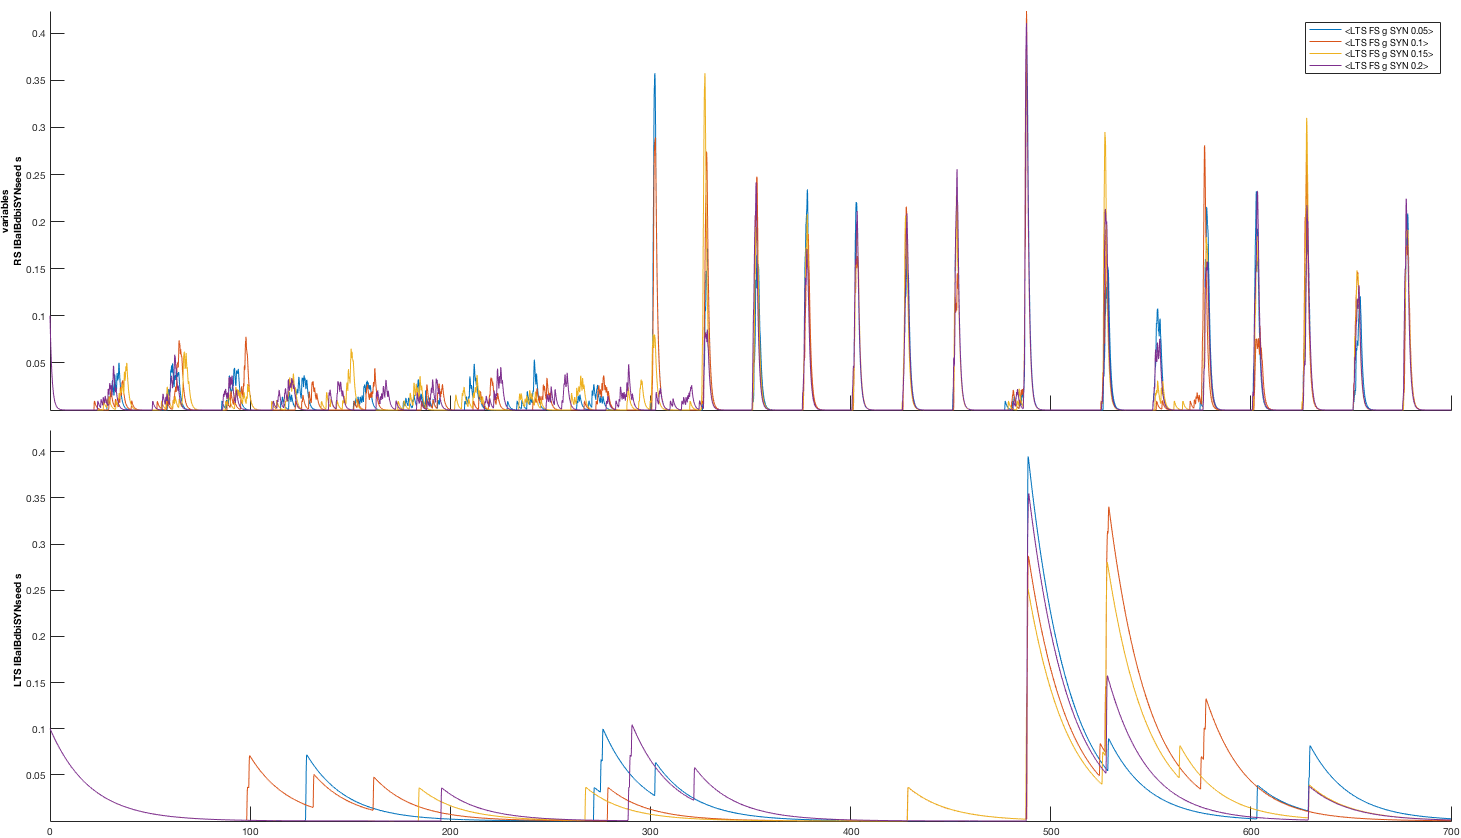 0.4
0.35
0.3
0.25
0.2
0.15
0.1
0.05
variables
RS IBaIBdbiSYNseed s
<LTS FS g SYN 0.05>
<LTS FS g SYN 0.1>
<LTS FS g SYN 0.15>
<LTS FS g SYN 0.2>
0.4
0.35
0.3
0.25
0.2
0.15
0.1
0.05
LTS IBaIBdbiSYNseed s
0 100 200 300 400 500 600 700